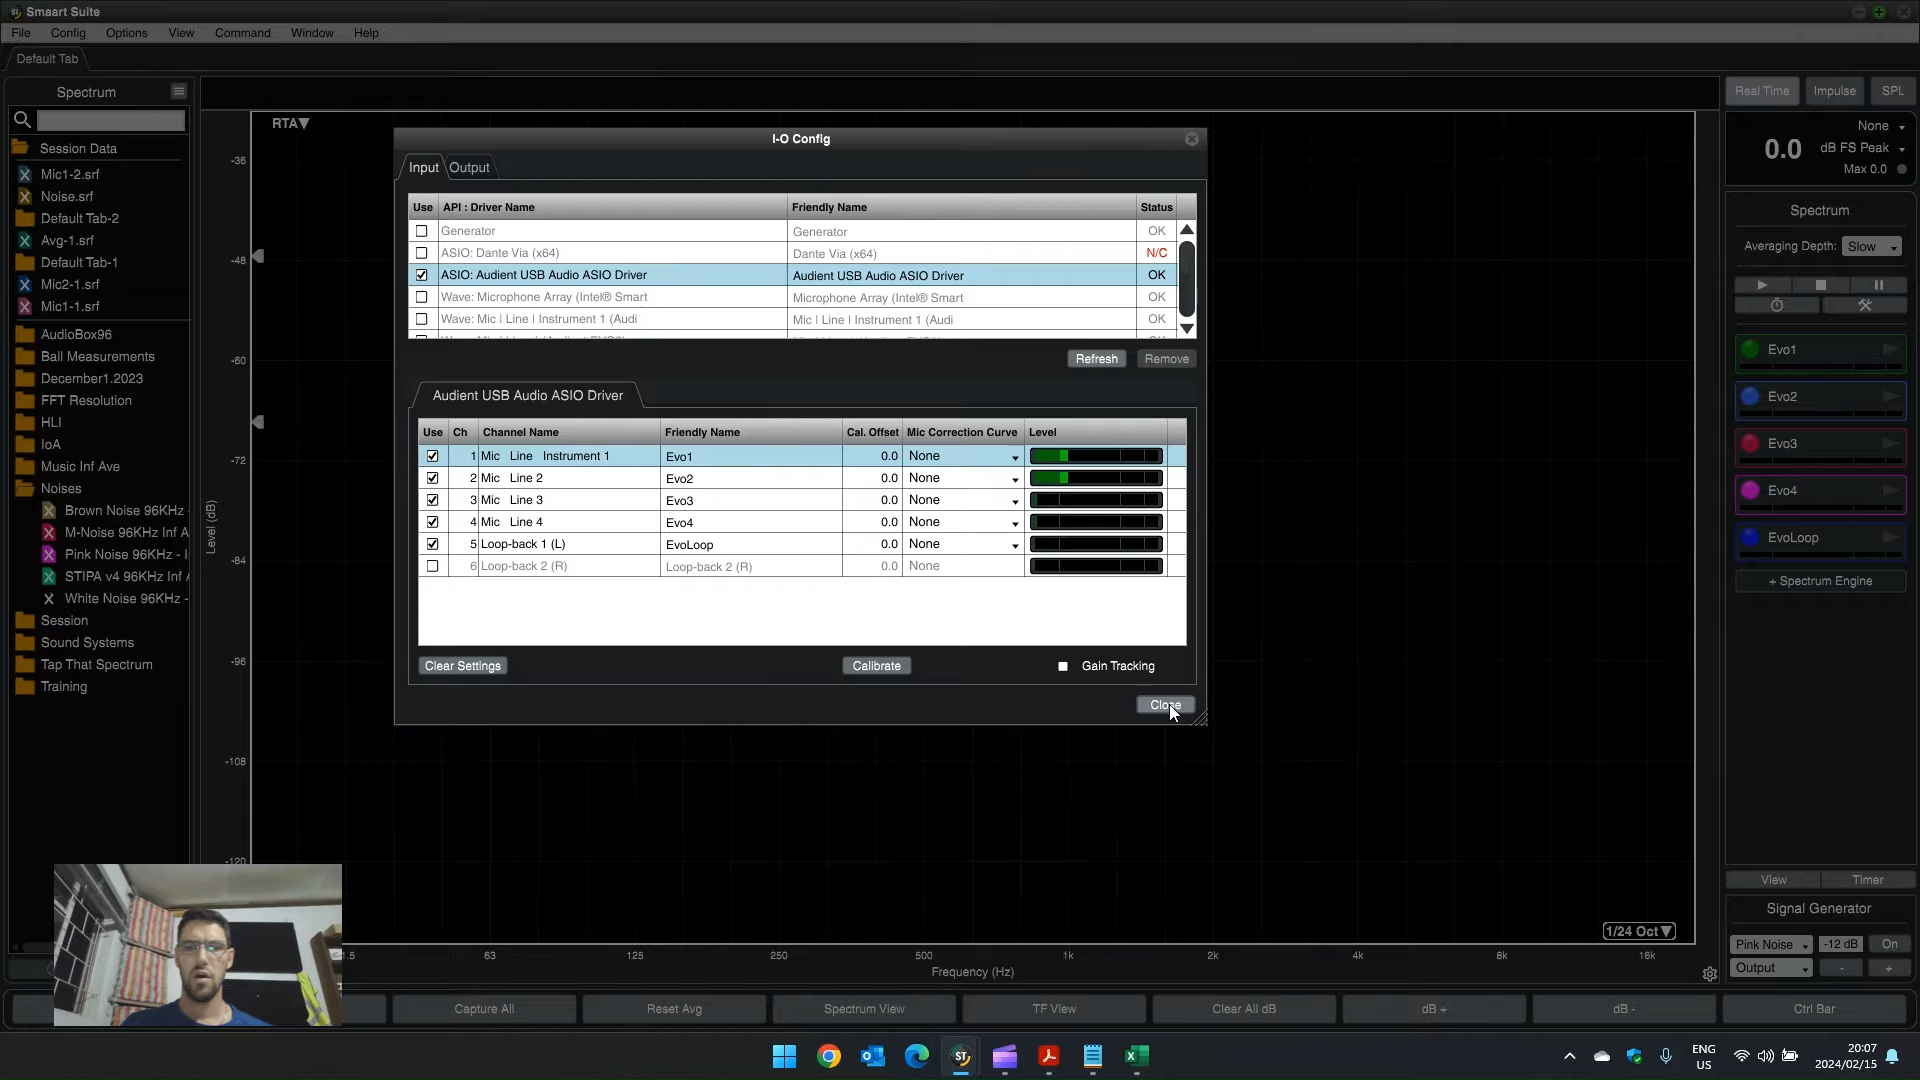 Smaart Suite
File Config Options View Command Window Help
Default Tab
Spectrum
Session Data
Mic1-2.srf
Noise.srf
Default Tab-2
Avg-1.srf
Default Tab-1
Mic2-1.srf
Mic1-1.srf
AudioBox96
Ball Measurements
December1.2023
FFT Resolution
HLI
IoA
Music Inf Ave
Noises
Brown Noise 96KHz -
M-Noise 96KHz Inf A
Pink Noise 96KHz - I
STIPA v4 96KHz Inf A
White Noise 96KHz -
Session
Sound Systems
Tap That Spectrum
Training
RTA▼
-36
-48
-60
-72
-84
-96
-108
-120
Level (dB)
I-O Config
Input Output
Use API : Driver Name Friendly Name Status
Generator Generator OK
ASIO: Dante Via (x64) Dante Via (x64) N/C
ASIO: Audient USB Audio ASIO Driver Audient USB Audio ASIO Driver OK
Wave: Microphone Array (Intel® Smart Microphone Array (Intel® Smart OK
Wave: Mic | Line | Instrument 1 (Audi Mic | Line | Instrument 1 (Audi OK
Refresh Remove
Audient USB Audio ASIO Driver
Use Ch Channel Name Friendly Name Cal. Offset Mic Correction Curve Level
1 Mic Line Instrument 1 Evo1 0.0 None
2 Mic Line 2 Evo2 0.0 None
3 Mic Line 3 Evo3 0.0 None
4 Mic Line 4 Evo4 0.0 None
5 Loop-back 1 (L) EvoLoop 0.0 None
6 Loop-back 2 (R) Loop-back 2 (R) 0.0 None
Clear Settings Calibrate Gain Tracking
Close
1/24 Oct▼
1.5 63 125 250 500 1k 2k 4k 8k 16k
Frequency (Hz)
Real Time Impulse SPL
None
0.0 dB FS Peak
Max 0.0
Spectrum
Averaging Depth: Slow
Evo1
Evo2
Evo3
Evo4
EvoLoop
+ Spectrum Engine
View Timer
Signal Generator
Pink Noise -12 dB On
Output - +
Capture All Reset Avg Spectrum View TF View Clear All dB dB + dB - Ctrl Bar
ENG
US
20:07
2024/02/15